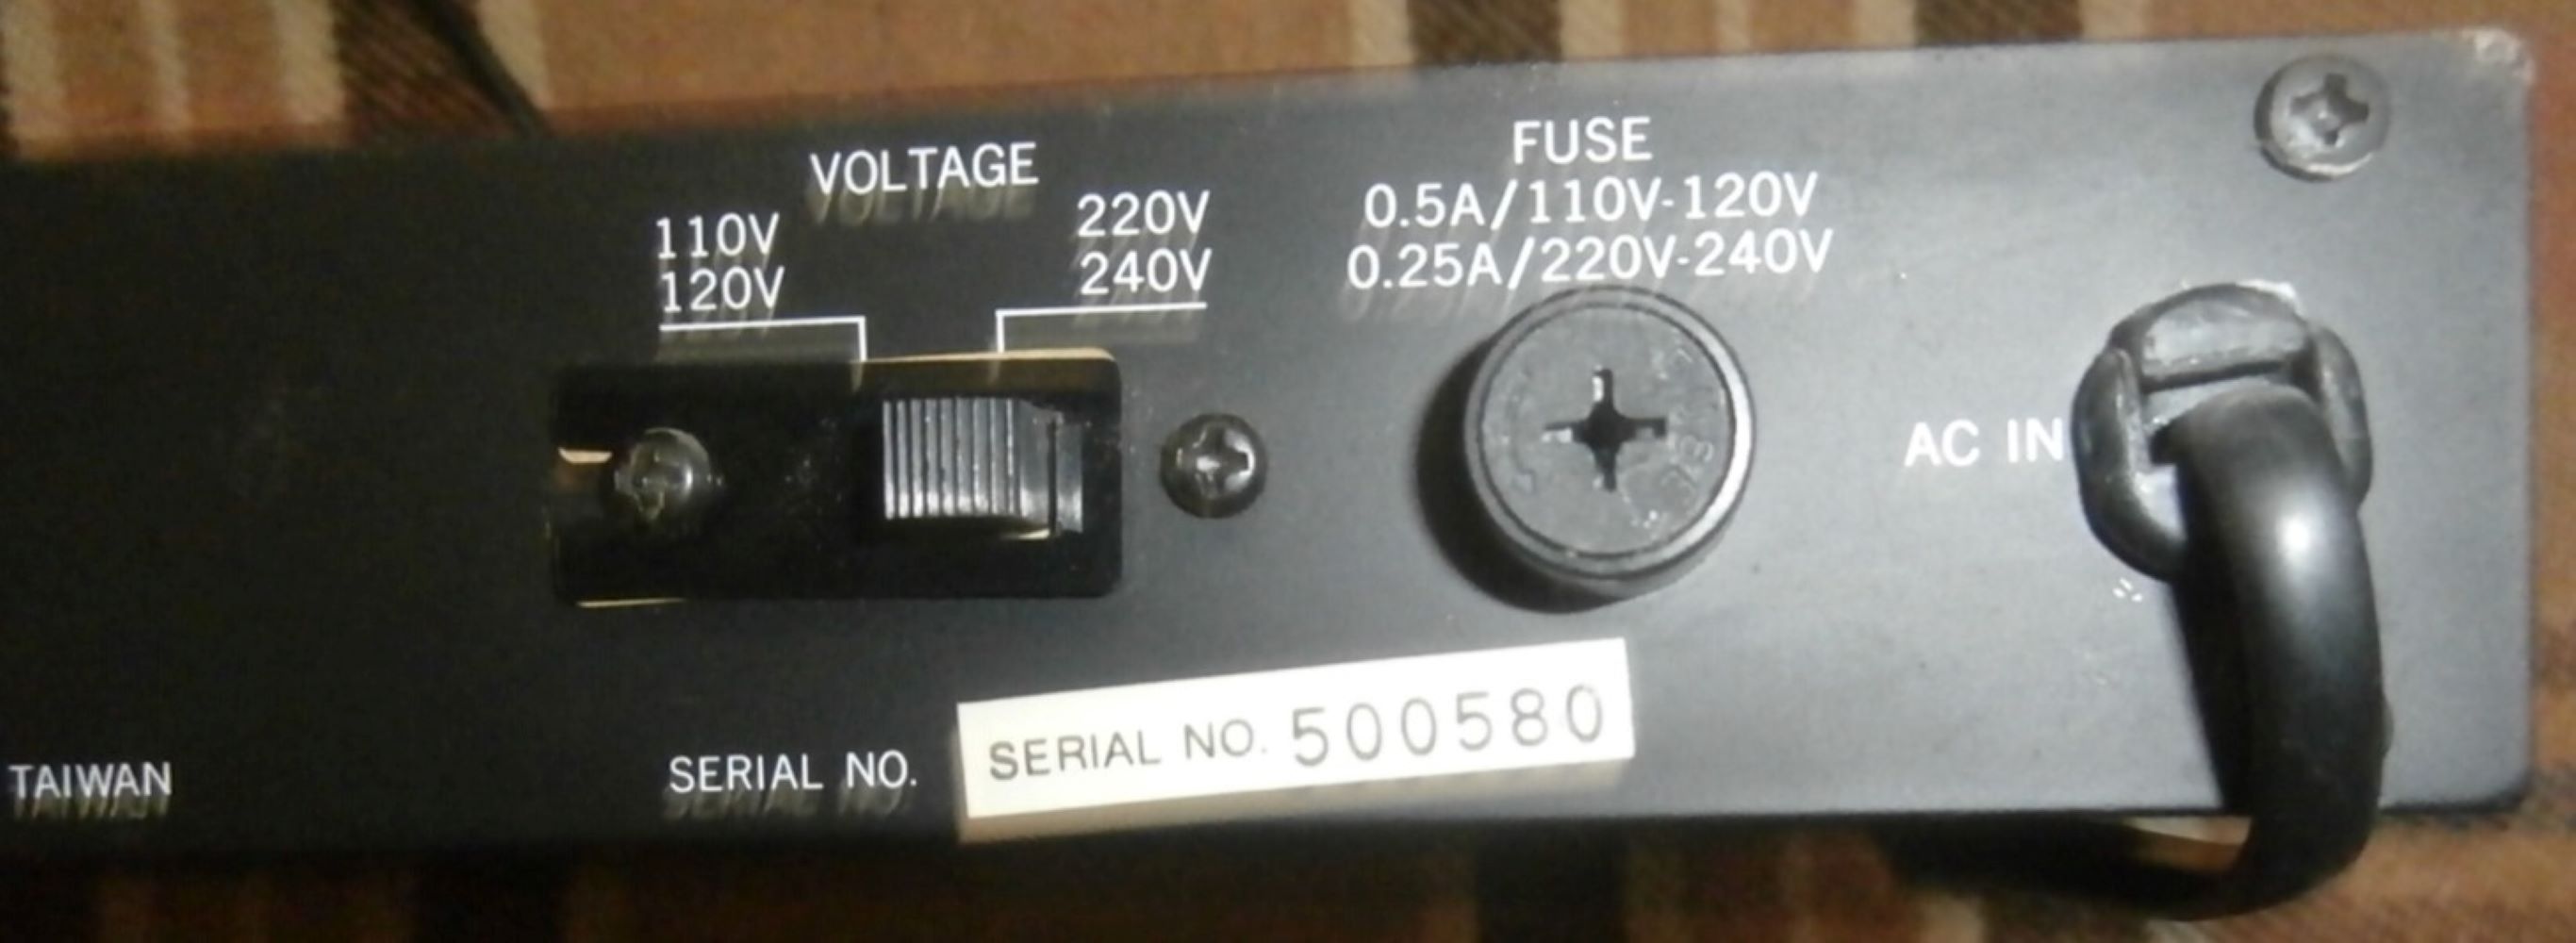 VOLTAGE
110V
120V
220V
240V
FUSE
0.5A/110V-120V
0.25A/220V-240V
AC IN
TAIWAN
SERIAL NO.
SERIAL NO. 500580